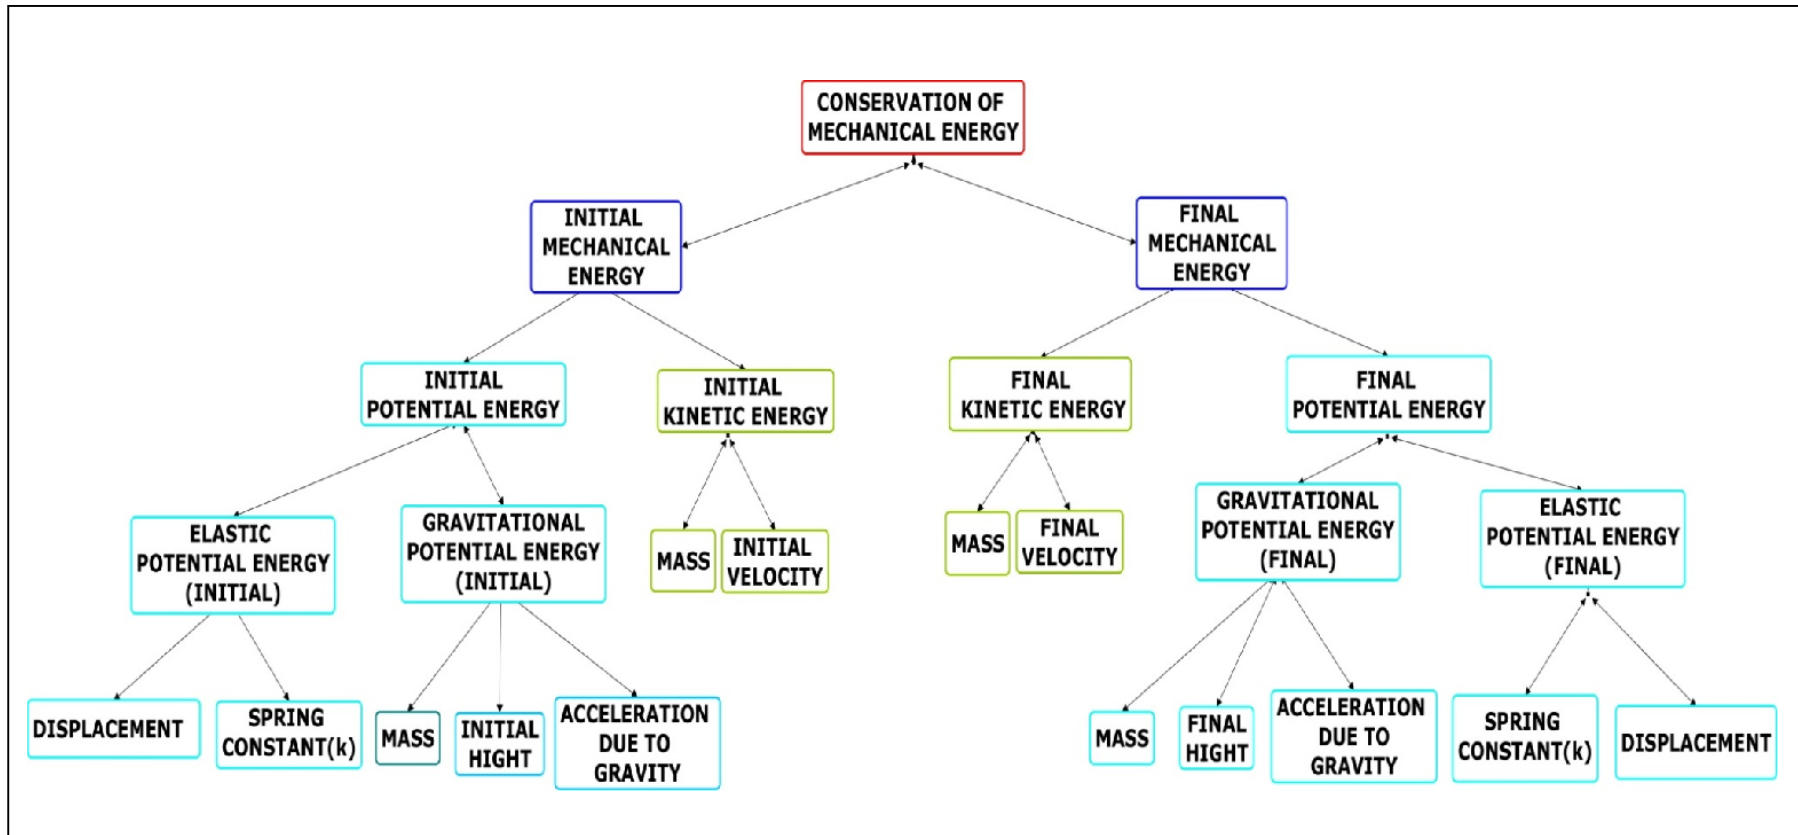 CONSERVATION OF
MECHANICAL ENERGY
INITIAL
MECHANICAL
ENERGY
FINAL
MECHANICAL
ENERGY
INITIAL
POTENTIAL ENERGY
INITIAL
KINETIC ENERGY
FINAL
KINETIC ENERGY
FINAL
POTENTIAL ENERGY
ELASTIC
POTENTIAL ENERGY
(INITIAL)
GRAVITATIONAL
POTENTIAL ENERGY
(INITIAL)
MASS
INITIAL
VELOCITY
MASS
FINAL
VELOCITY
GRAVITATIONAL
POTENTIAL ENERGY
(FINAL)
ELASTIC
POTENTIAL ENERGY
(FINAL)
DISPLACEMENT
SPRING
CONSTANT(k)
MASS
INITIAL
HIGHT
ACCELERATION
DUE TO
GRAVITY
MASS
FINAL
HIGHT
ACCELERATION
DUE TO
GRAVITY
SPRING
CONSTANT(k)
DISPLACEMENT